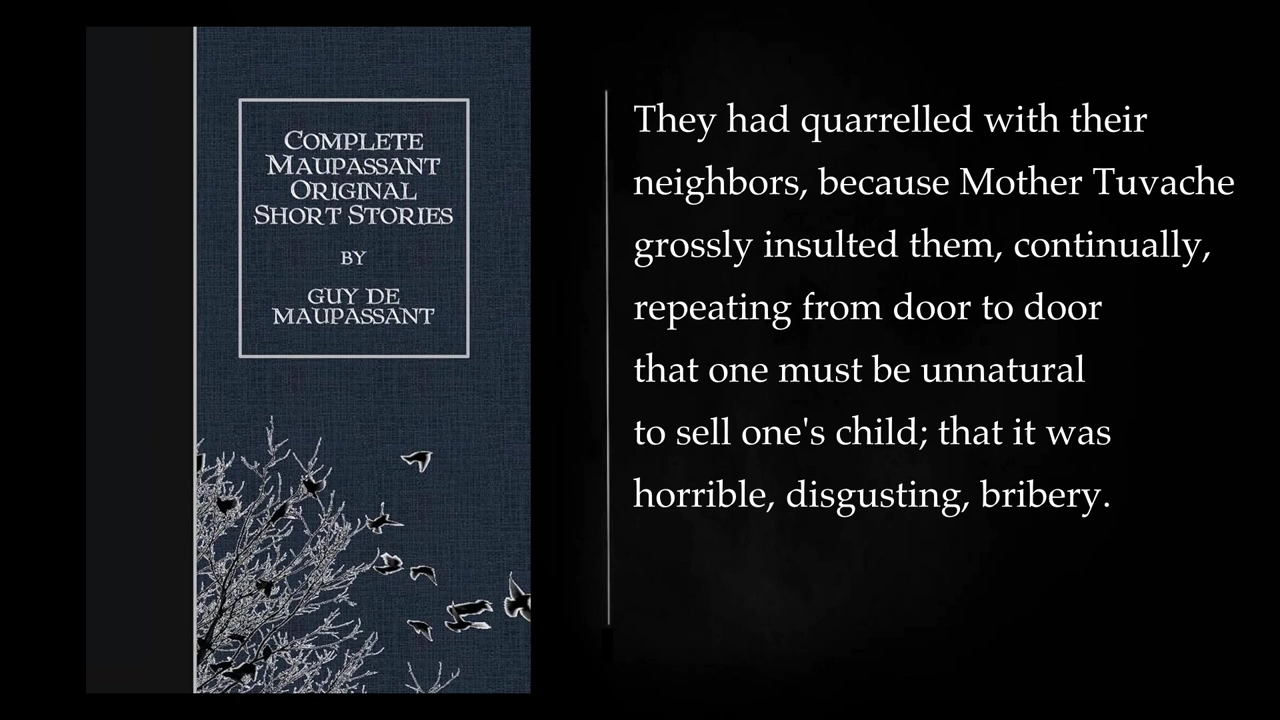 COMPLETE
MAUPASSANT
ORIGINAL
SHORT STORIES
BY
GUY DE
MAUPASSANT
They had quarrelled with their
neighbors, because Mother Tuvache
grossly insulted them, continually,
repeating from door to door
that one must be unnatural
to sell one's child; that it was
horrible, disgusting, bribery.